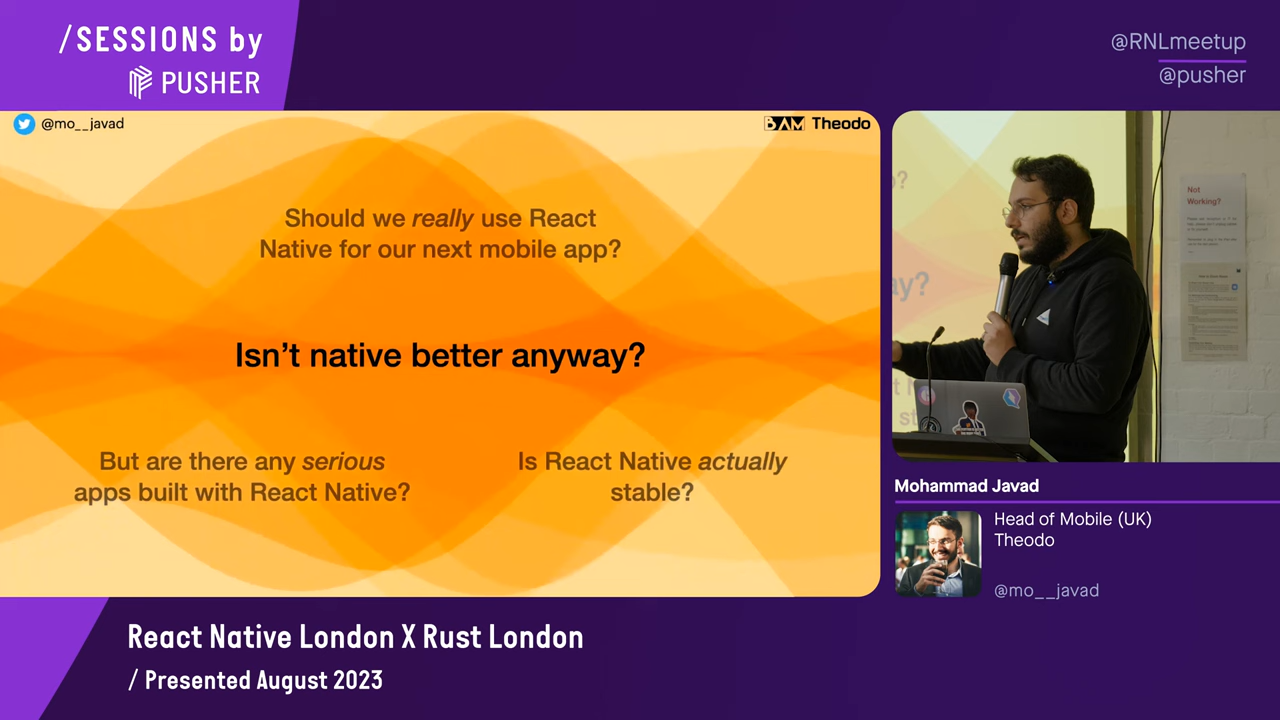 /SESSIONS by
PUSHER
@RNLmeetup
@pusher
@mo__javad
BAM Theodo
Should we really use React
Native for our next mobile app?
Isn't native better anyway?
But are there any serious
apps built with React Native?
Is React Native actually
stable?
Not
Working?
Mohammad Javad
Head of Mobile (UK)
Theodo
@mo__javad
React Native London X Rust London
/ Presented August 2023